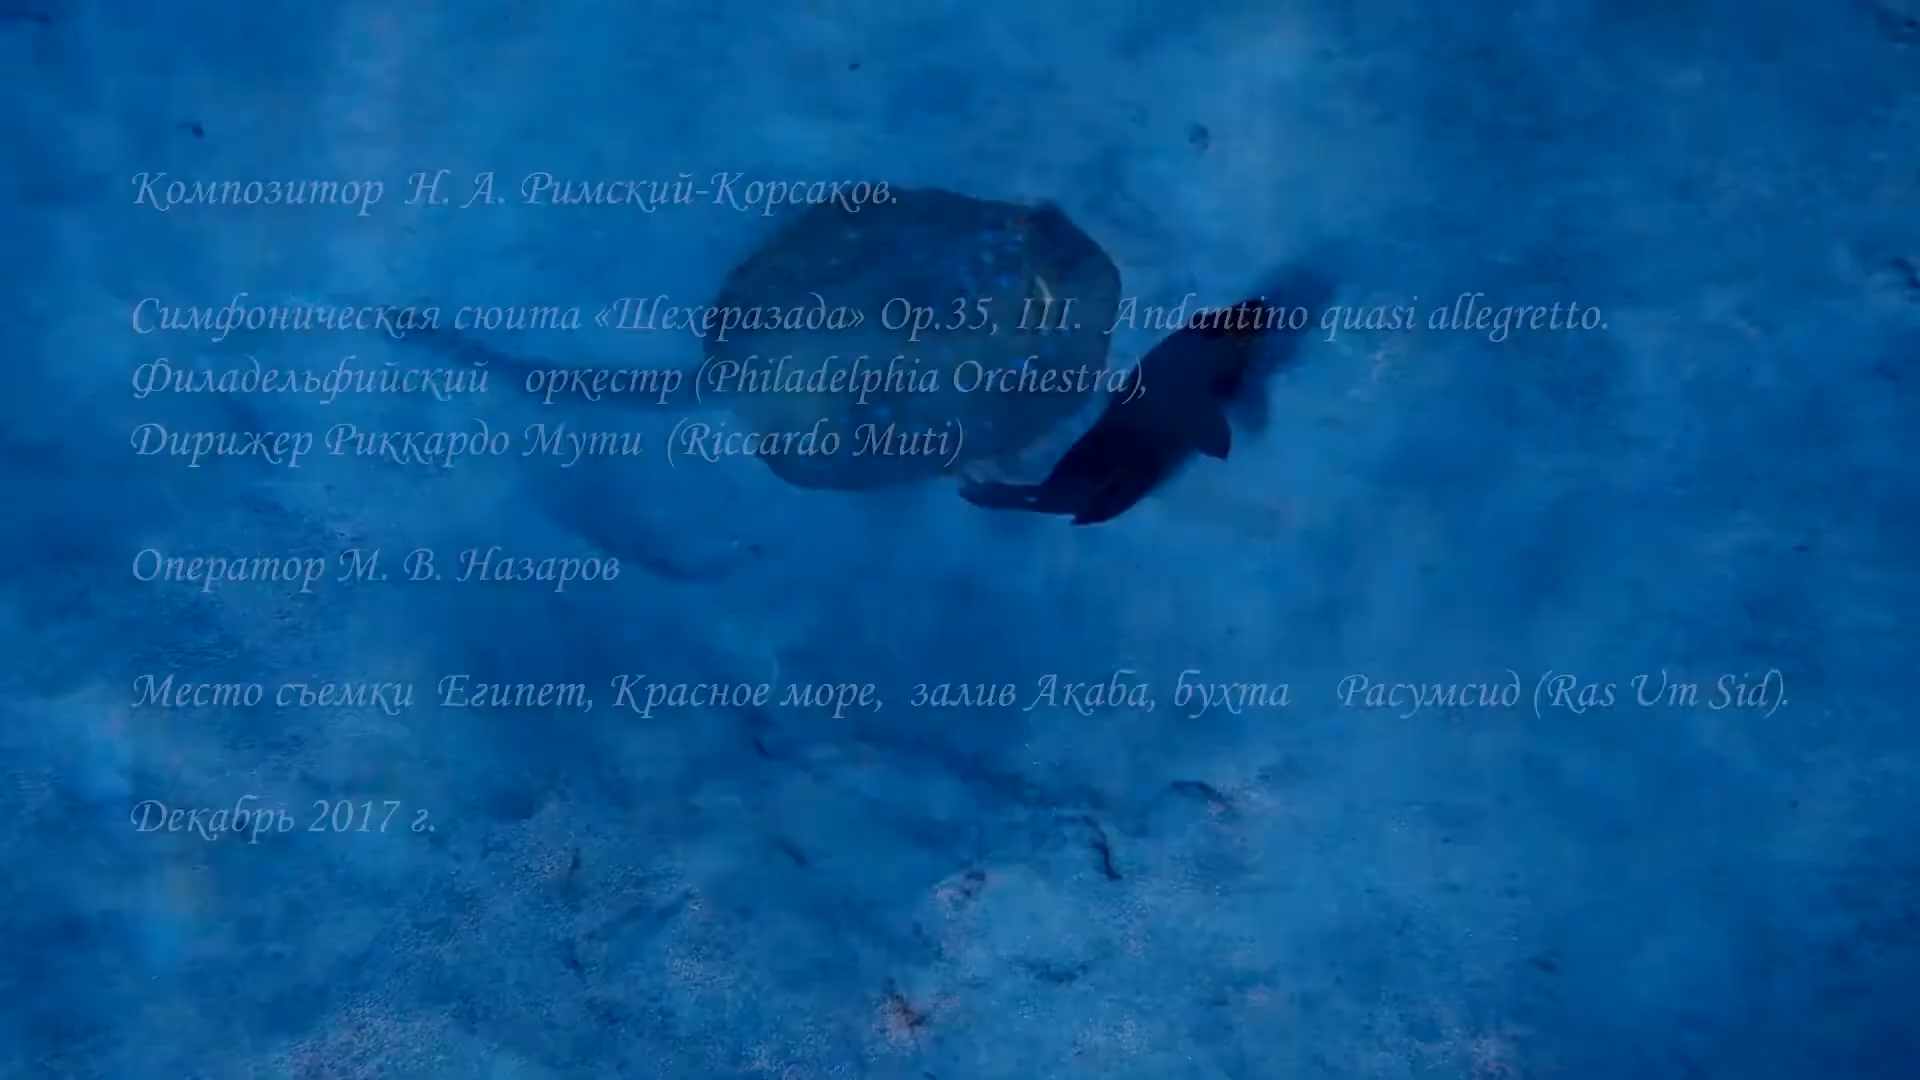 Композитор Н. А. Римский-Корсаков.
Симфоническая сюита «Шехеразада» Op.35, III. Andantino quasi allegretto.
Филадельфийский оркестр (Philadelphia Orchestra),
Дирижер Риккардо Мути (Riccardo Muti)
Оператор М. В. Назаров
Место съемки Египет, Красное море, залив Акаба, бухта Расумсид (Ras Um Sid).
Декабрь 2017 г.